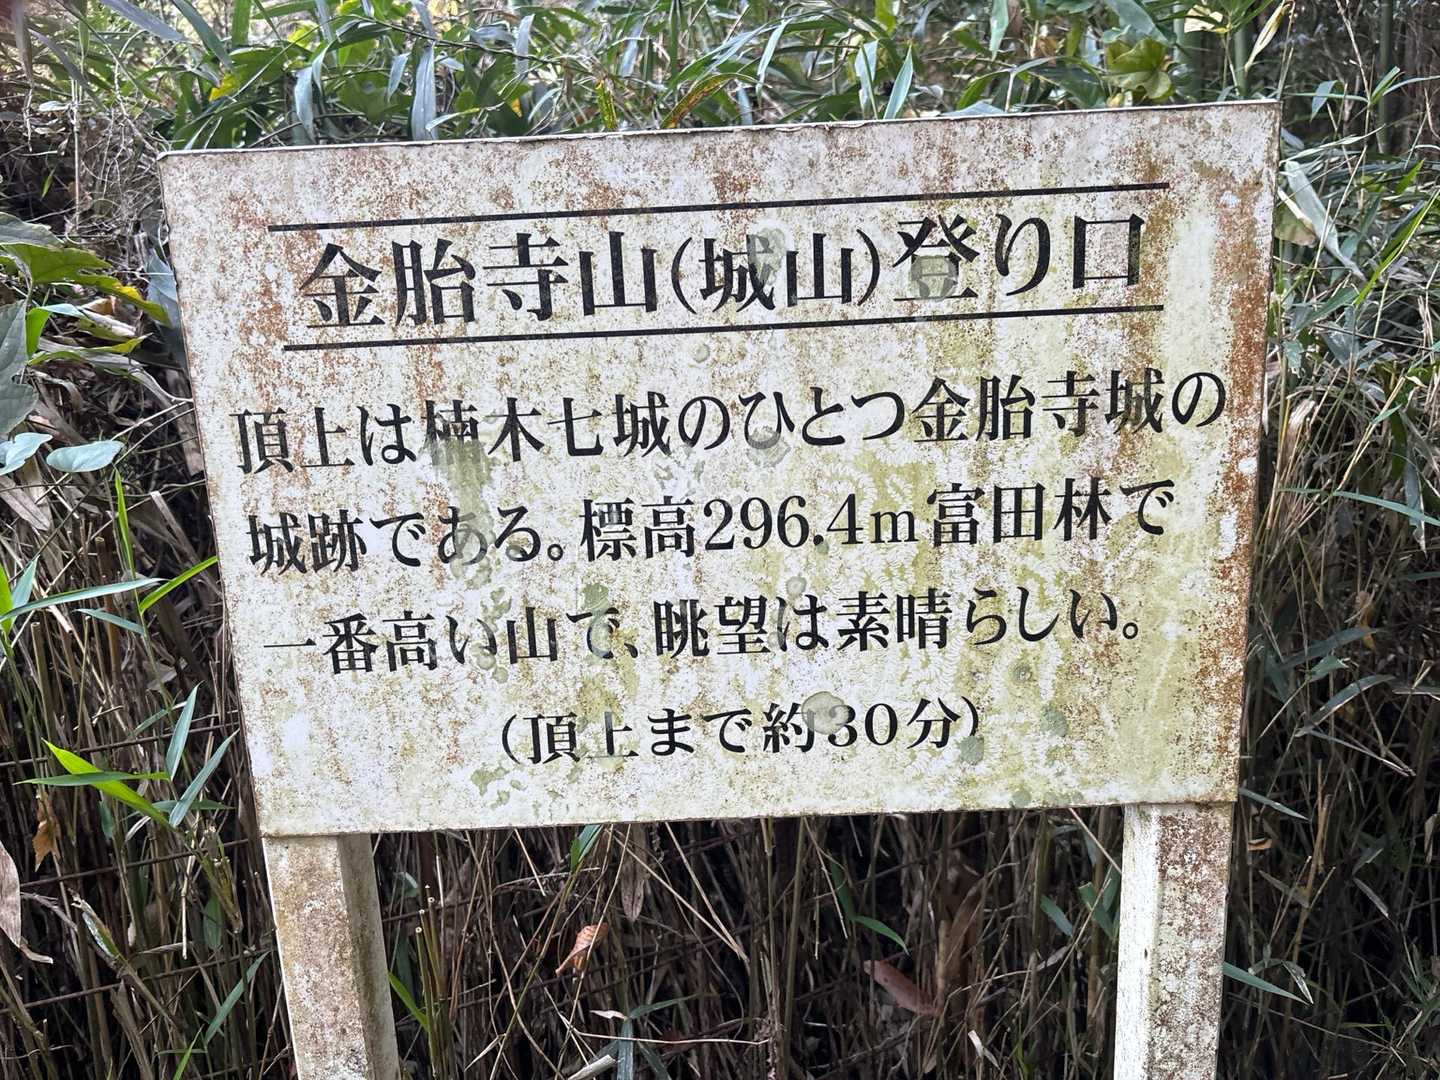 金胎寺山(城山)登り口
頂上は楠木七城のひとつ金胎寺城の
城跡である。標高296.4m富田林で
一番高い山で、眺望は素晴らしい。
(頂上まで約30分)